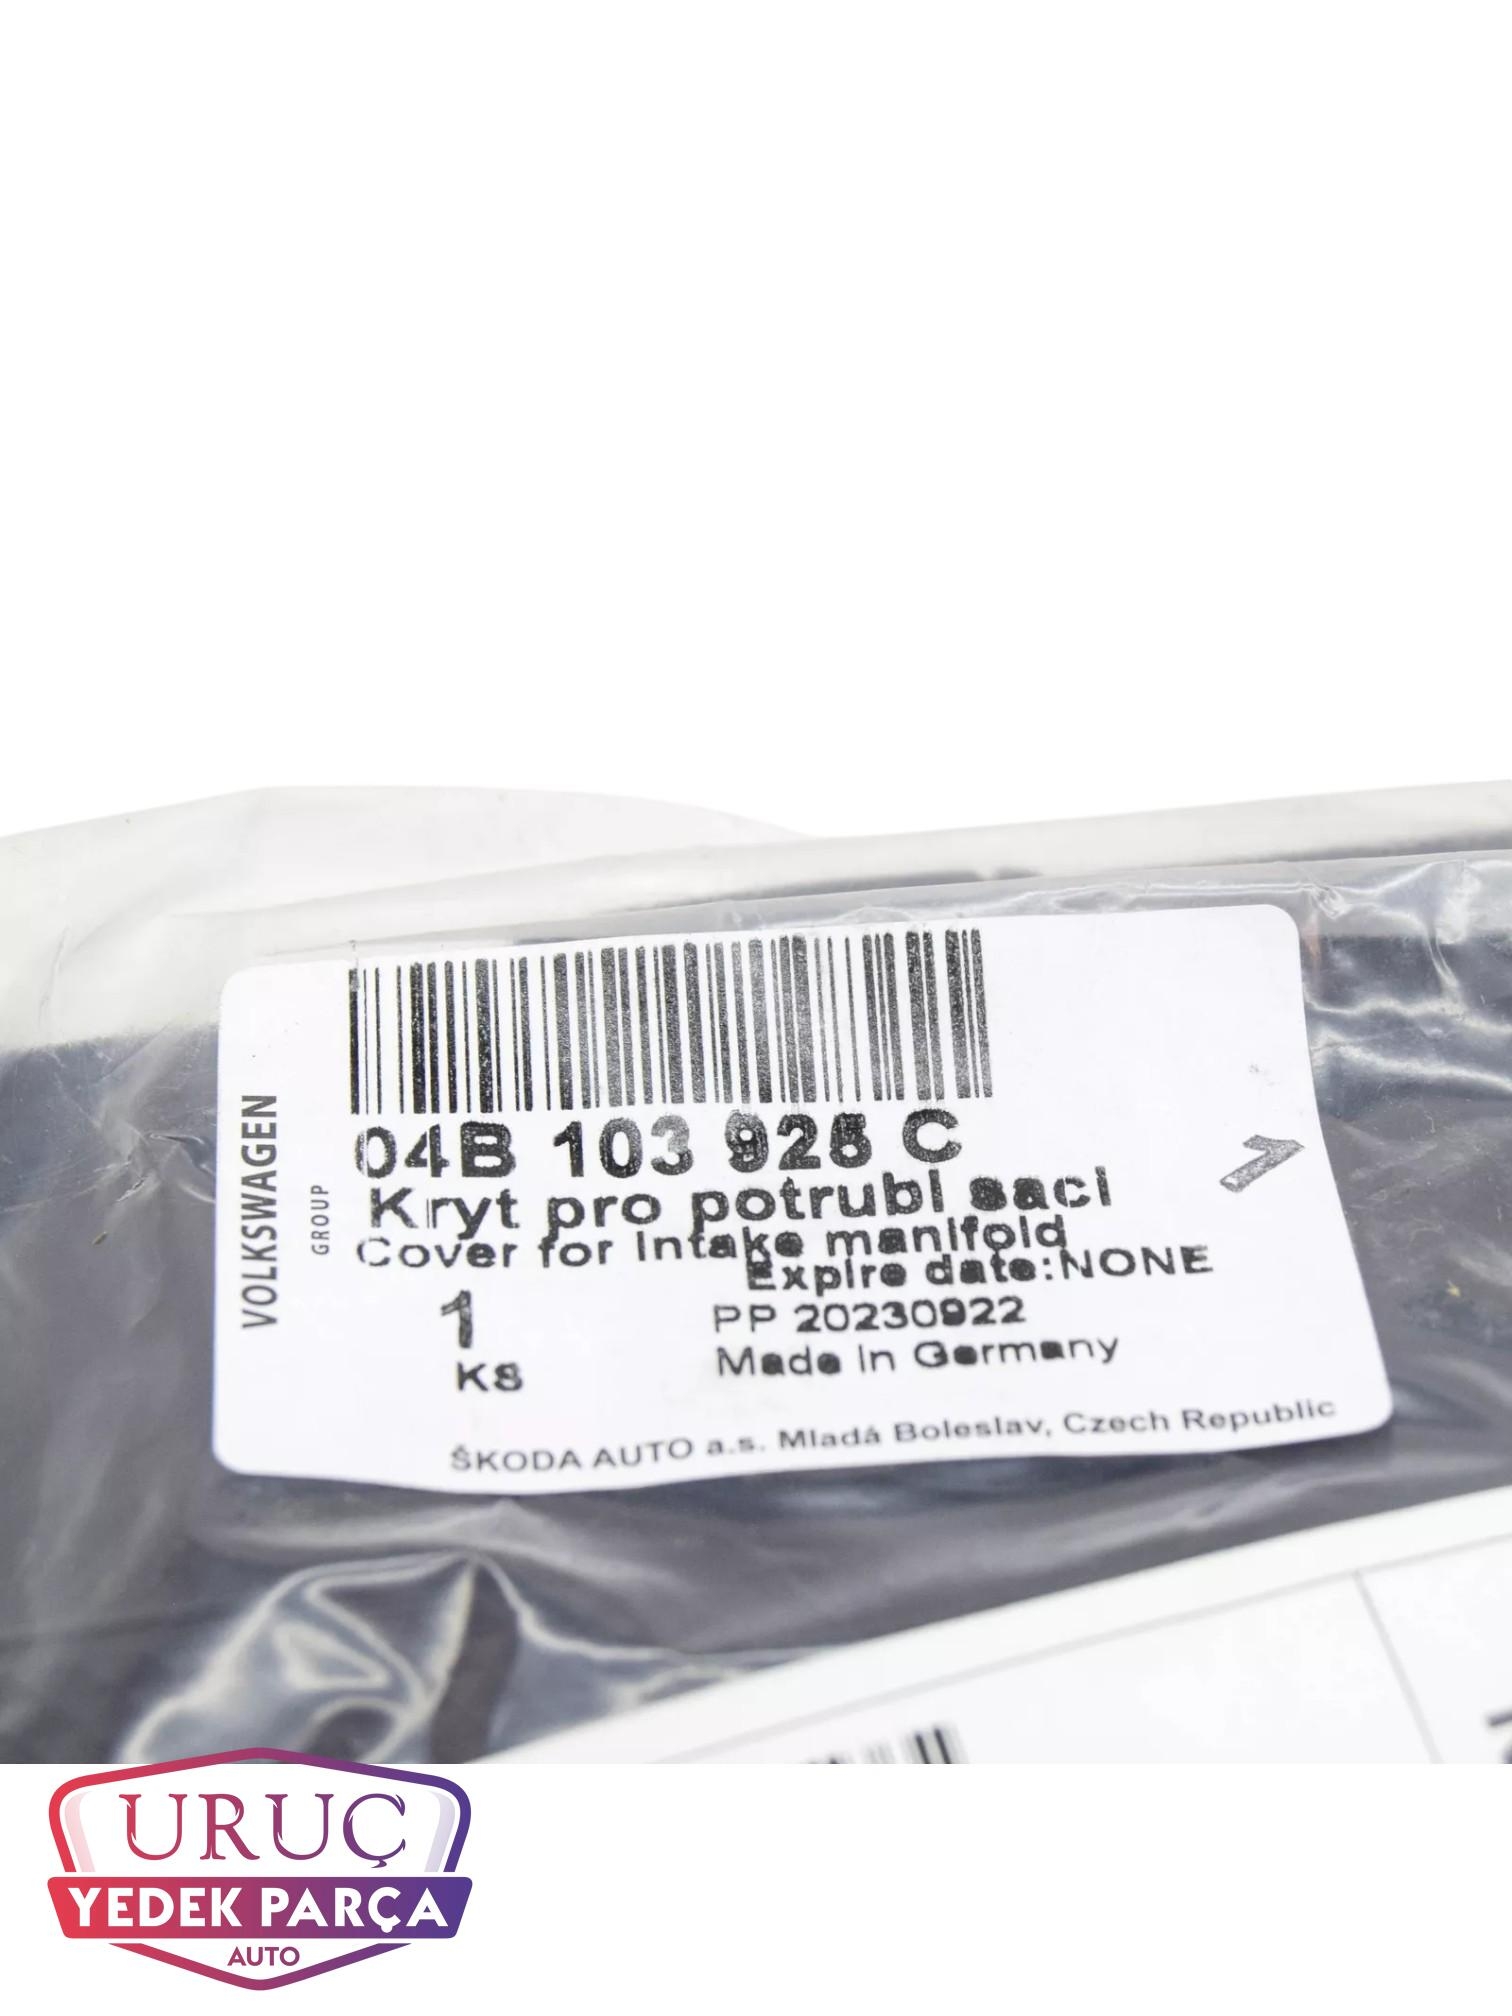 VOLKSWAGEN
GROUP
04B 103 925 C
Kryt pro potrubí sací
Cover for intake manifold
Expire date:NONE
1
PP 20230922
KS
Made in Germany
1
ŠKODA AUTO a.s. Mladá Boleslav, Czech Republic
URUÇ
YEDEK PARÇA
AUTO